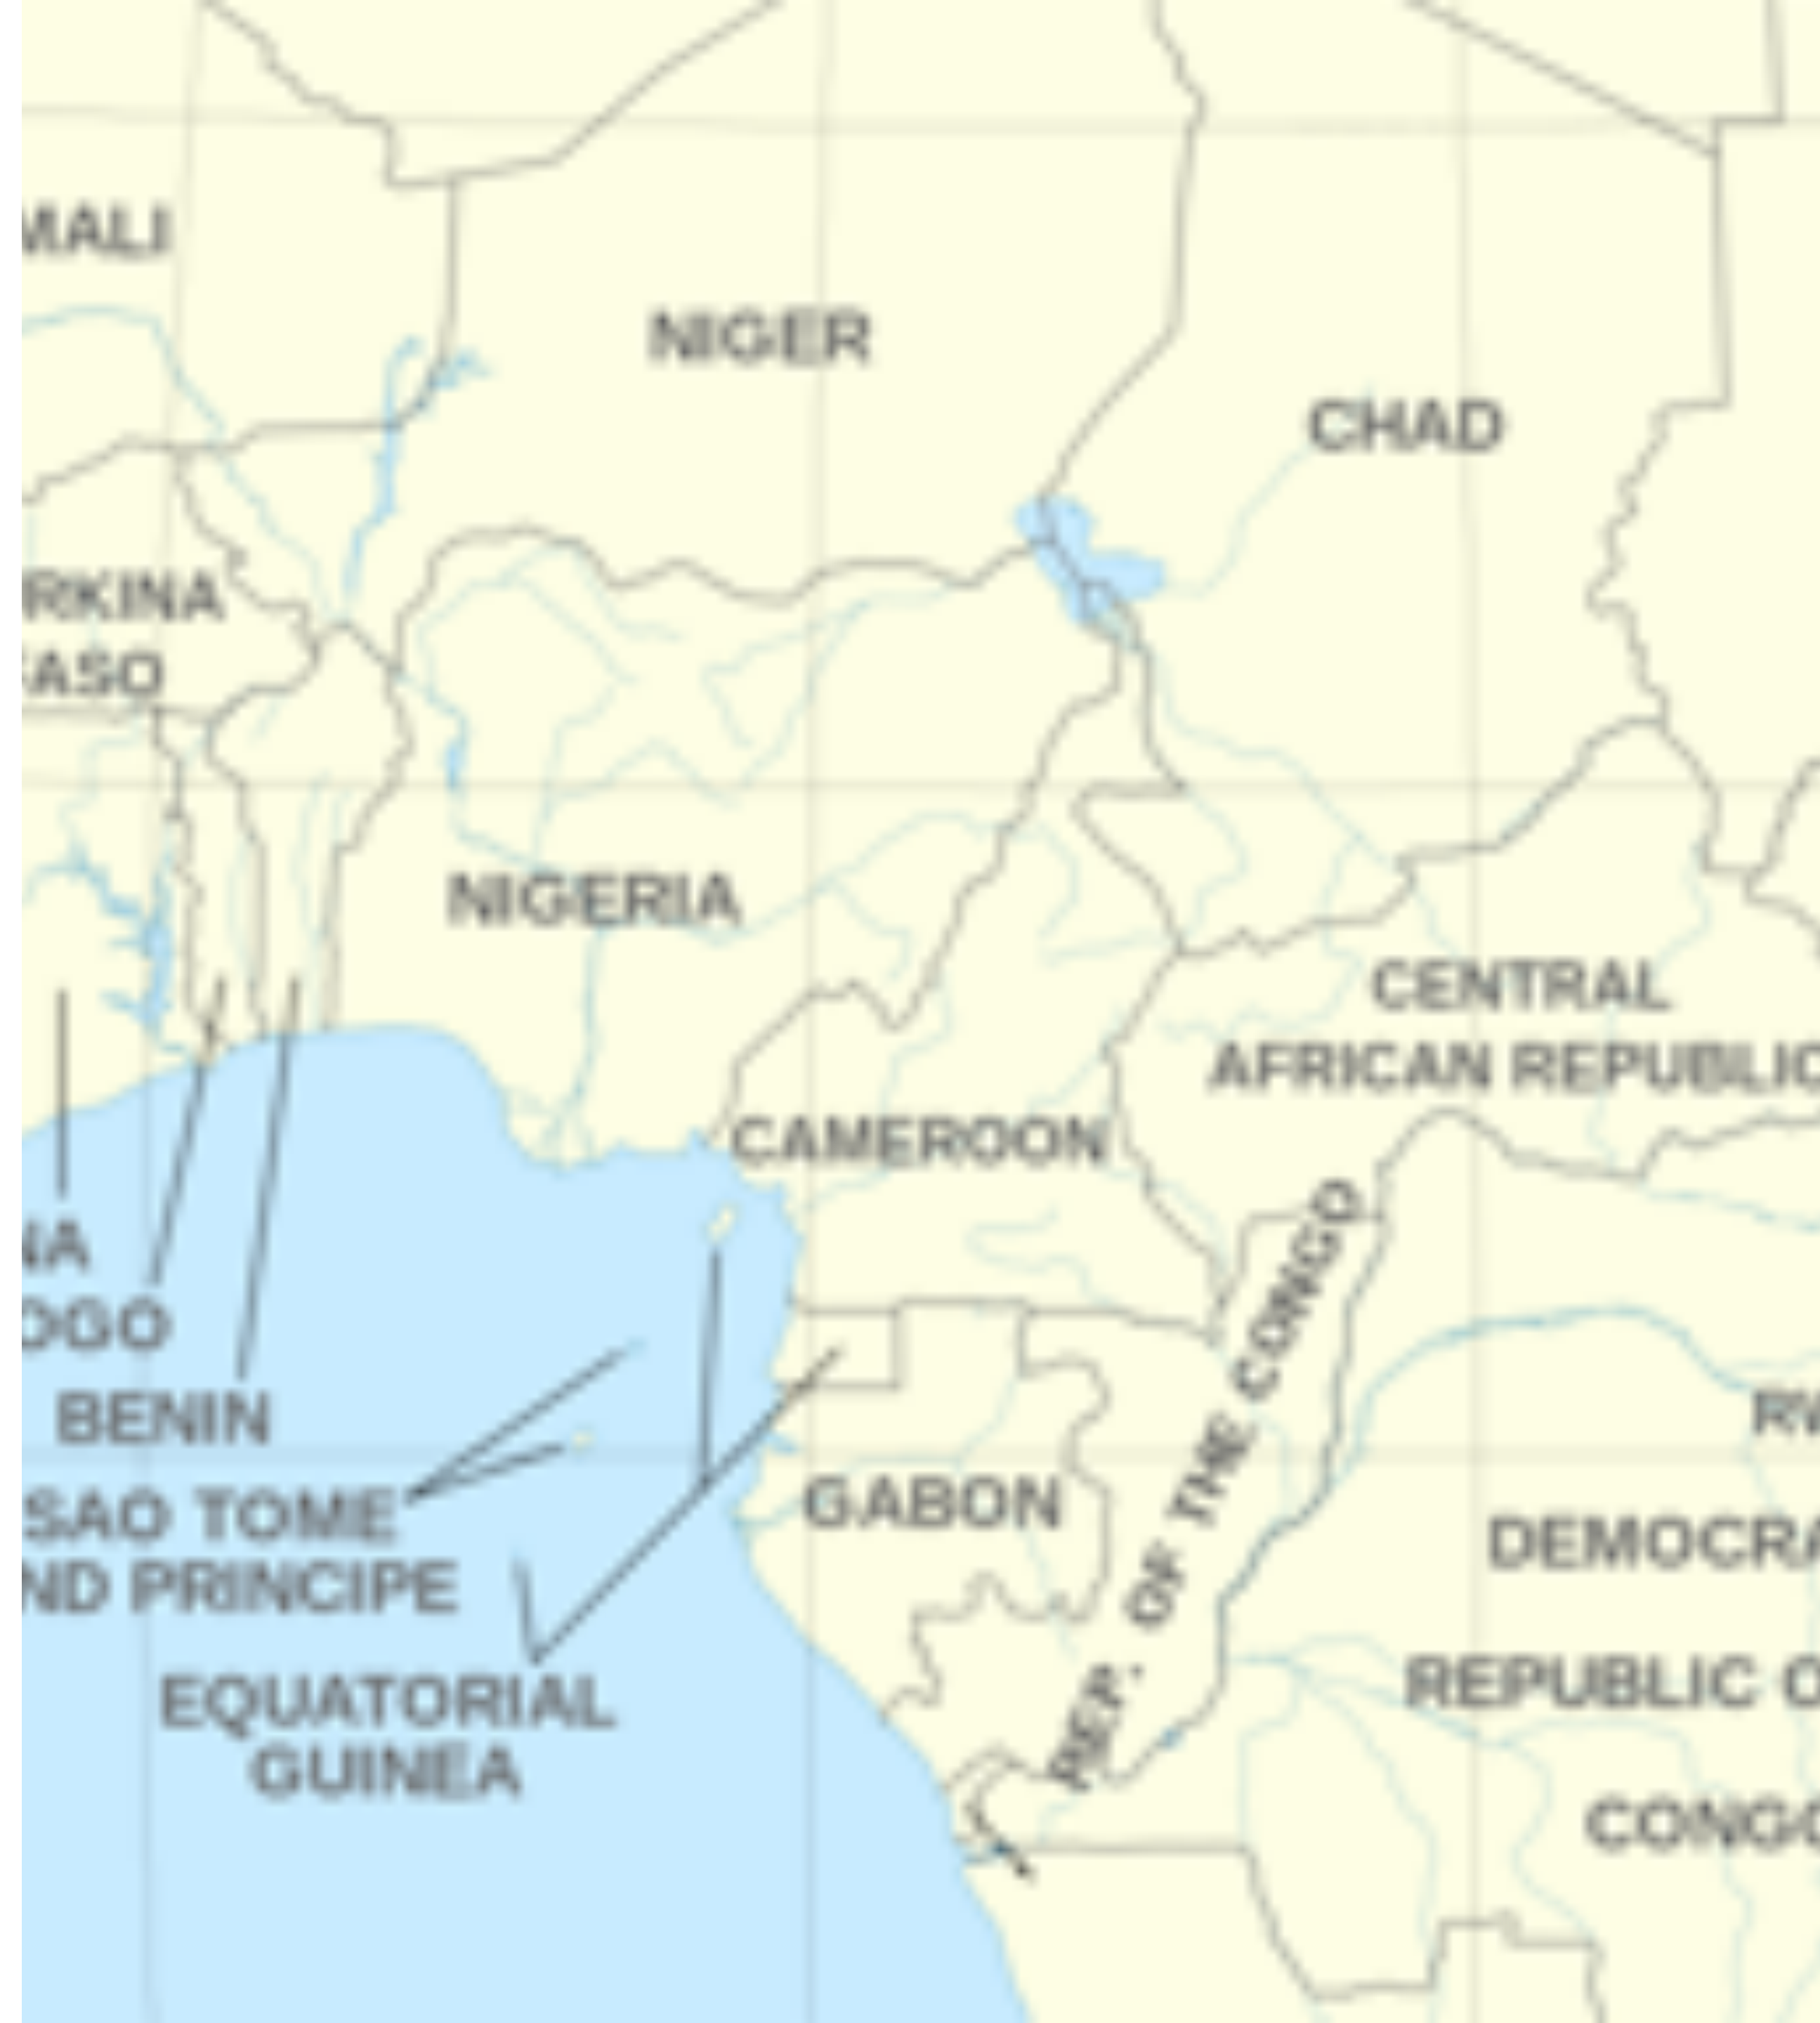 MALI
NIGER
CHAD
RKINA
ASO
NIGERIA
CENTRAL
AFRICAN REPUBLIC
CAMEROON
NA
OGO
BENIN
REP. OF THE CONGO
RW
SAO TOME
ND PRINCIPE
GABON
DEMOCRA
EQUATORIAL
GUINEA
REPUBLIC O
CONGO